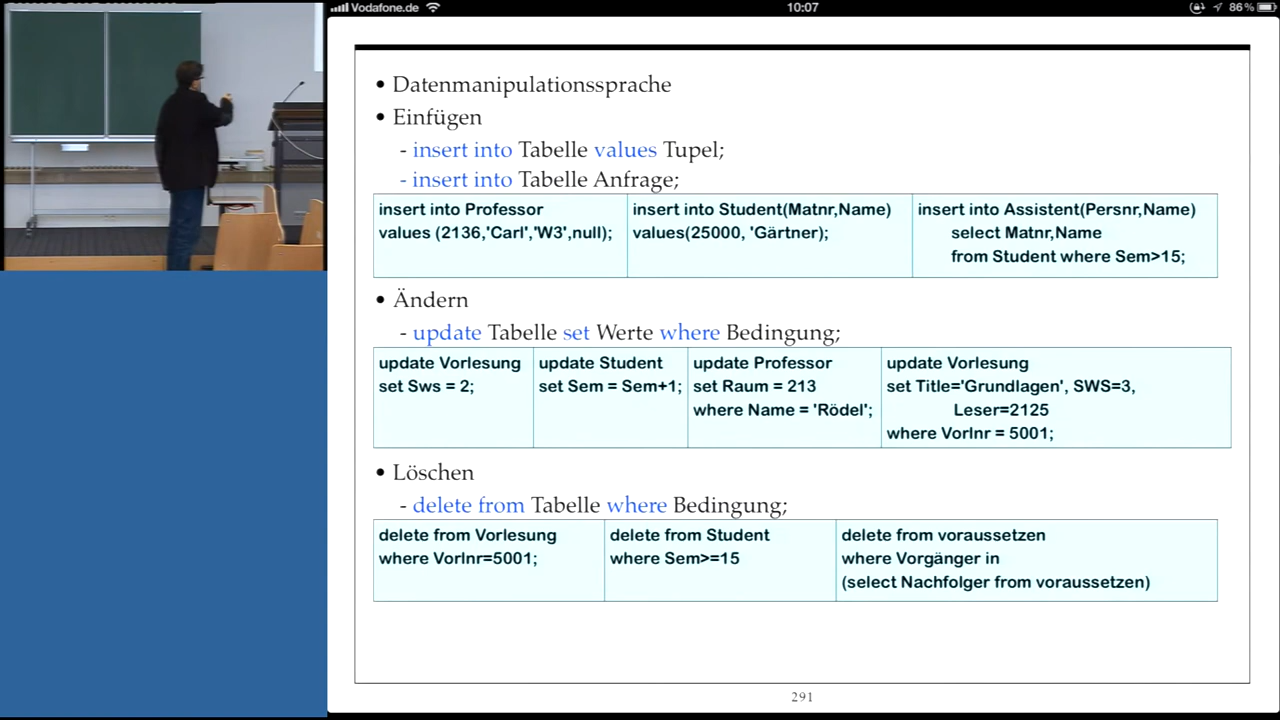 Vodafone.de
10:07
86%
• Datenmanipulationssprache
• Einfügen
- insert into Tabelle values Tupel;
- insert into Tabelle Anfrage;
insert into Professor
values (2136,'Carl','W3',null);
insert into Student(Matnr,Name)
values(25000, 'Gärtner);
insert into Assistent(Persnr,Name)
select Matnr,Name
from Student where Sem>15;
• Ändern
- update Tabelle set Werte where Bedingung;
update Vorlesung
set Sws = 2;
update Student
set Sem = Sem+1;
update Professor
set Raum = 213
where Name = 'Rödel';
update Vorlesung
set Title='Grundlagen', SWS=3,
Leser=2125
where Vorlnr = 5001;
• Löschen
- delete from Tabelle where Bedingung;
delete from Vorlesung
where Vorlnr=5001;
delete from Student
where Sem>=15
delete from voraussetzen
where Vorgänger in
(select Nachfolger from voraussetzen)
291